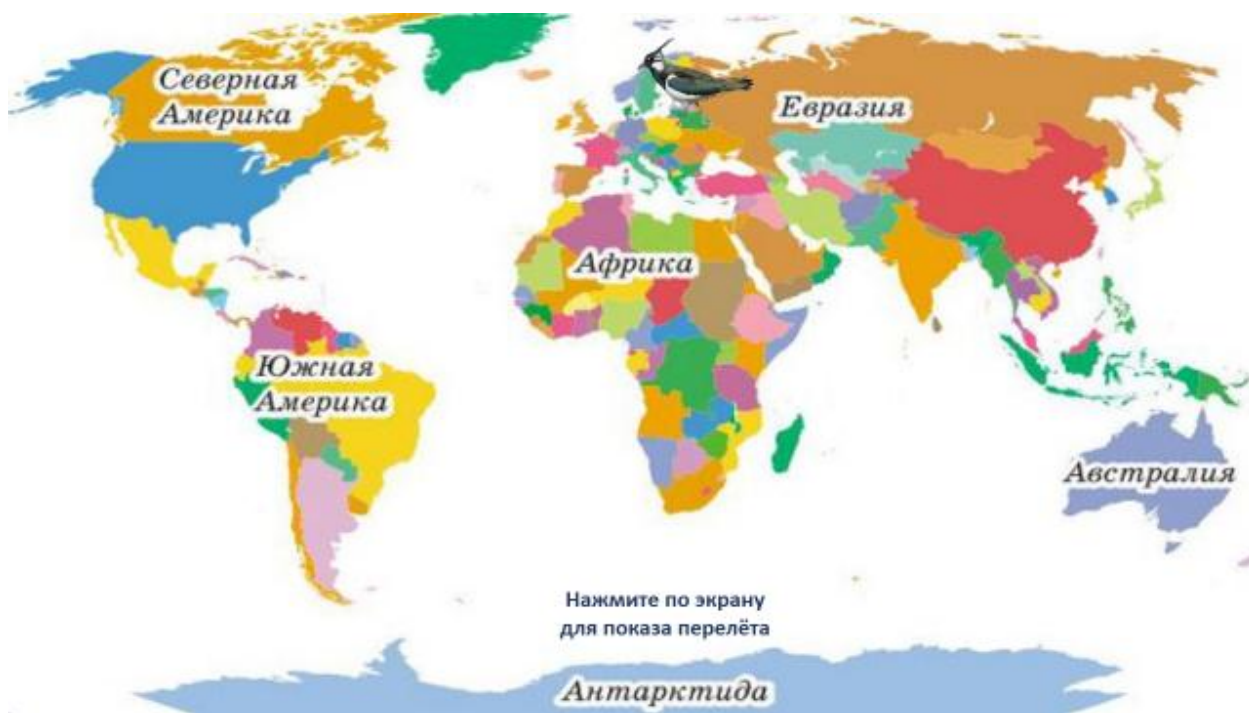 Северная
Америка
Евразия
Африка
Южная
Америка
Австралия
Нажмите по экрану
для показа перелёта
Антарктида